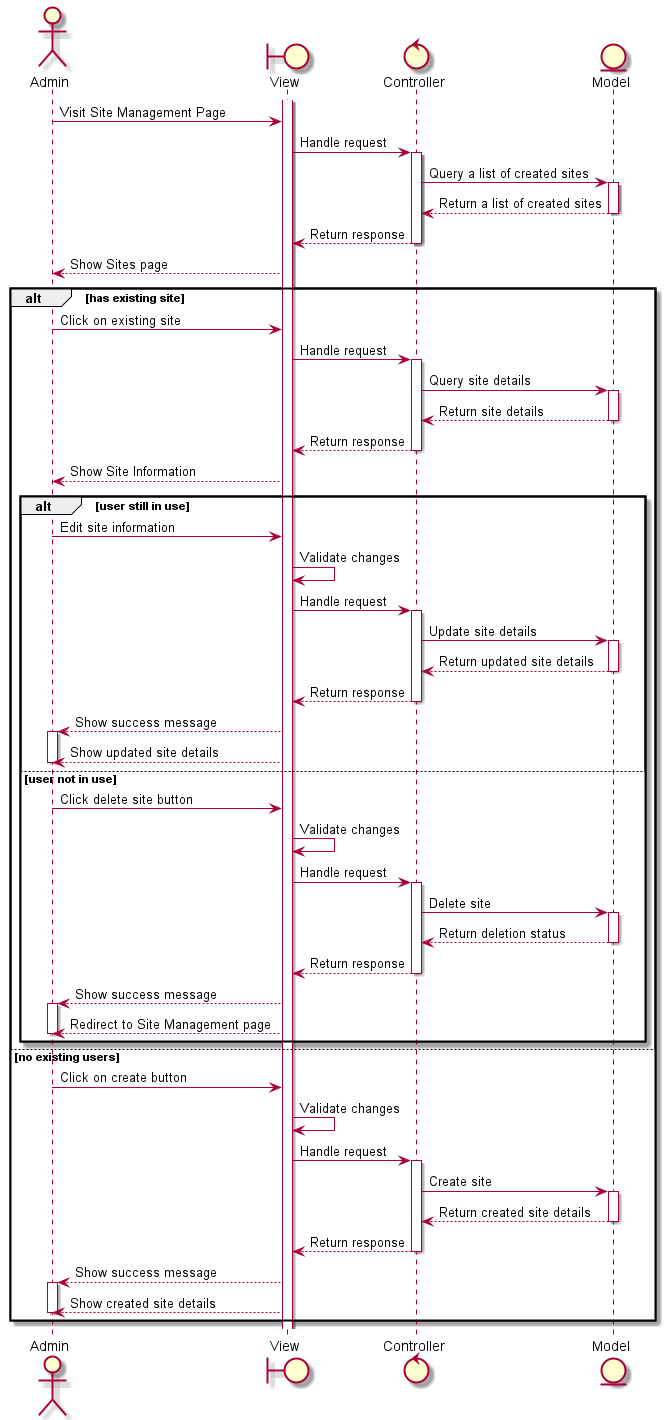 Admin
View
Controller
Model
Visit Site Management Page
Handle request
Query a list of created sites
Return a list of created sites
Return response
Show Sites page
alt [has existing site]
Click on existing site
Handle request
Query site details
Return site details
Return response
Show Site Information
alt [user still in use]
Edit site information
Validate changes
Handle request
Update site details
Return updated site details
Return response
Show success message
Show updated site details
[user not in use]
Click delete site button
Validate changes
Handle request
Delete site
Return deletion status
Return response
Show success message
Redirect to Site Management page
[no existing users]
Click on create button
Validate changes
Handle request
Create site
Return created site details
Return response
Show success message
Show created site details
Admin
View
Controller
Model